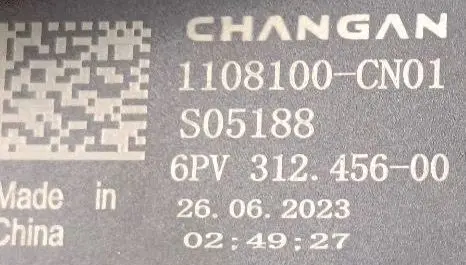 CHANGAN
1108100-CN01
S05188
6PV 312.456-00
Made in
China
26.06.2023
02:49:27